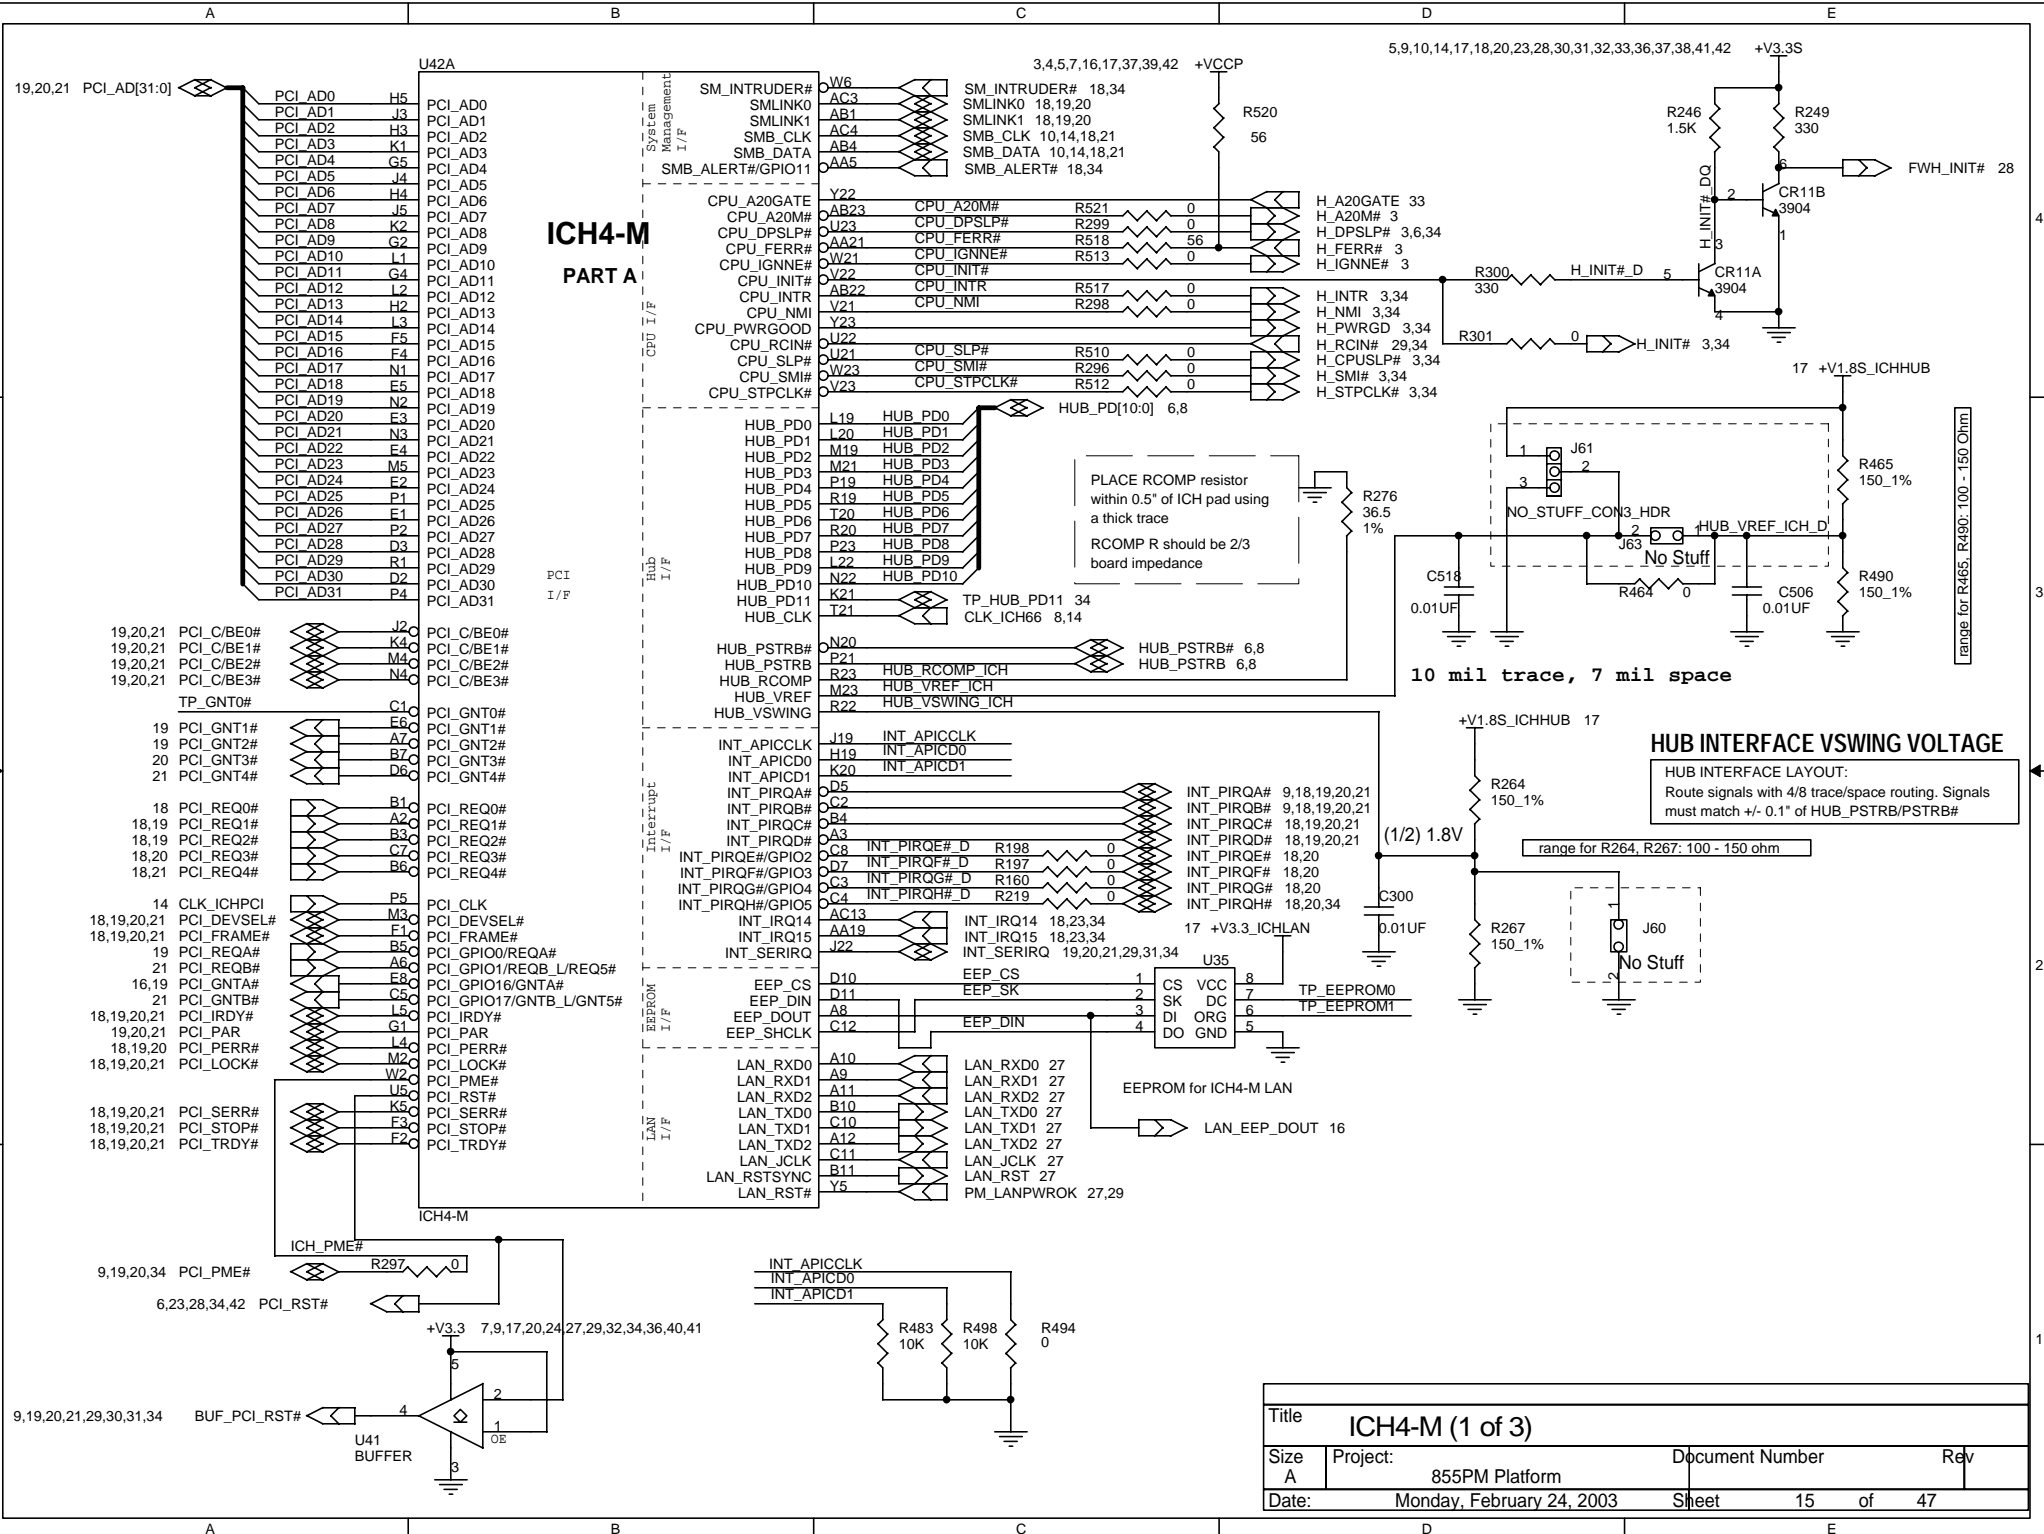 A B C D E
U42A
ICH4-M
PART A
19,20,21 PCI_AD[31:0]
PCI_AD0 H5 PCI_AD0
PCI_AD1 J3 PCI_AD1
PCI_AD2 H3 PCI_AD2
PCI_AD3 K1 PCI_AD3
PCI_AD4 G5 PCI_AD4
PCI_AD5 J4 PCI_AD5
PCI_AD6 H4 PCI_AD6
PCI_AD7 J5 PCI_AD7
PCI_AD8 K2 PCI_AD8
PCI_AD9 G2 PCI_AD9
PCI_AD10 L1 PCI_AD10
PCI_AD11 G4 PCI_AD11
PCI_AD12 L2 PCI_AD12
PCI_AD13 H2 PCI_AD13
PCI_AD14 L3 PCI_AD14
PCI_AD15 F5 PCI_AD15
PCI_AD16 F4 PCI_AD16
PCI_AD17 N1 PCI_AD17
PCI_AD18 E5 PCI_AD18
PCI_AD19 N2 PCI_AD19
PCI_AD20 E3 PCI_AD20
PCI_AD21 N3 PCI_AD21
PCI_AD22 E4 PCI_AD22
PCI_AD23 M5 PCI_AD23
PCI_AD24 E2 PCI_AD24
PCI_AD25 P1 PCI_AD25
PCI_AD26 E1 PCI_AD26
PCI_AD27 P2 PCI_AD27
PCI_AD28 D3 PCI_AD28
PCI_AD29 R1 PCI_AD29
PCI_AD30 D2 PCI_AD30
PCI_AD31 P4 PCI_AD31
PCI
I/F
19,20,21 PCI_C/BE0# J2 PCI_C/BE0#
19,20,21 PCI_C/BE1# K4 PCI_C/BE1#
19,20,21 PCI_C/BE2# M4 PCI_C/BE2#
19,20,21 PCI_C/BE3# N4 PCI_C/BE3#
TP_GNT0# C1 PCI_GNT0#
19 PCI_GNT1# E6 PCI_GNT1#
19 PCI_GNT2# A7 PCI_GNT2#
20 PCI_GNT3# B7 PCI_GNT3#
21 PCI_GNT4# D6 PCI_GNT4#
18 PCI_REQ0# B1 PCI_REQ0#
18,19 PCI_REQ1# A2 PCI_REQ1#
18,19 PCI_REQ2# B3 PCI_REQ2#
18,20 PCI_REQ3# C7 PCI_REQ3#
18,21 PCI_REQ4# B6 PCI_REQ4#
14 CLK_ICHPCI P5 PCI_CLK
18,19,20,21 PCI_DEVSEL# M3 PCI_DEVSEL#
18,19,20,21 PCI_FRAME# F1 PCI_FRAME#
19 PCI_REQA# B5 PCI_GPIO0/REQA#
21 PCI_REQB# A6 PCI_GPIO1/REQB_L/REQ5#
16,19 PCI_GNTA# E8 PCI_GPIO16/GNTA#
21 PCI_GNTB# C5 PCI_GPIO17/GNTB_L/GNT5#
18,19,20,21 PCI_IRDY# L5 PCI_IRDY#
19,20,21 PCI_PAR G1 PCI_PAR
18,19,20 PCI_PERR# L4 PCI_PERR#
18,19,20,21 PCI_LOCK# M2 PCI_LOCK#
W2 PCI_PME#
U5 PCI_RST#
18,19,20,21 PCI_SERR# K5 PCI_SERR#
18,19,20,21 PCI_STOP# F3 PCI_STOP#
18,19,20,21 PCI_TRDY# F2 PCI_TRDY#
ICH4-M
System
Management
I/F
SM_INTRUDER# W6 SM_INTRUDER# 18,34
SMLINK0 AC3 SMLINK0 18,19,20
SMLINK1 AB1 SMLINK1 18,19,20
SMB_CLK AC4 SMB_CLK 10,14,18,21
SMB_DATA AB4 SMB_DATA 10,14,18,21
SMB_ALERT#/GPIO11 AA5 SMB_ALERT# 18,34
CPU I/F
CPU_A20GATE Y22 H_A20GATE 33
CPU_A20M# AB23 CPU_A20M# R521 0 H_A20M# 3
CPU_DPSLP# U23 CPU_DPSLP# R299 0 H_DPSLP# 3,6,34
CPU_FERR# AA21 CPU_FERR# R518 56 H_FERR# 3
CPU_IGNNE# W21 CPU_IGNNE# R513 0 H_IGNNE# 3
CPU_INIT# V22 CPU_INIT#
CPU_INTR AB22 CPU_INTR R517 0 H_INTR 3,34
CPU_NMI V21 CPU_NMI R298 0 H_NMI 3,34
CPU_PWRGOOD Y23 H_PWRGD 3,34
CPU_RCIN# U22 H_RCIN# 29,34
CPU_SLP# U21 CPU_SLP# R510 0 H_CPUSLP# 3,34
CPU_SMI# W23 CPU_SMI# R296 0 H_SMI# 3,34
CPU_STPCLK# V23 CPU_STPCLK# R512 0 H_STPCLK# 3,34
3,4,5,7,16,17,37,39,42 +VCCP
R520
56
5,9,10,14,17,18,20,23,28,30,31,32,33,36,37,38,41,42 +V3.3S
R246
1.5K
R249
330
6
FWH_INIT# 28
H_INIT#_DQ
2
CR11B
3904
1
3
R300
330
H_INIT#_D
5
CR11A
3904
4
R301 0 H_INIT# 3,34
Hub
I/F
HUB_PD[10:0] 6,8
HUB_PD0 L19 HUB_PD0
HUB_PD1 L20 HUB_PD1
HUB_PD2 M19 HUB_PD2
HUB_PD3 M21 HUB_PD3
HUB_PD4 P19 HUB_PD4
HUB_PD5 R19 HUB_PD5
HUB_PD6 T20 HUB_PD6
HUB_PD7 R20 HUB_PD7
HUB_PD8 P23 HUB_PD8
HUB_PD9 L22 HUB_PD9
HUB_PD10 N22 HUB_PD10
HUB_PD11 K21 TP_HUB_PD11 34
HUB_CLK T21 CLK_ICH66 8,14
HUB_PSTRB# N20 HUB_PSTRB# 6,8
HUB_PSTRB P21 HUB_PSTRB 6,8
HUB_RCOMP R23 HUB_RCOMP_ICH
HUB_VREF M23 HUB_VREF_ICH
HUB_VSWING R22 HUB_VSWING_ICH
PLACE RCOMP resistor
within 0.5" of ICH pad using
a thick trace
RCOMP R should be 2/3
board impedance
R276
36.5
1%
17 +V1.8S_ICHHUB
J61
1
2
3
NO_STUFF_CON3_HDR
2 1 HUB_VREF_ICH_D
J63
No Stuff
R464 0
C518
0.01UF
C506
0.01UF
R465
150_1%
R490
150_1%
range for R465, R490: 100 - 150 Ohm
10 mil trace, 7 mil space
Interrupt
I/F
INT_APICCLK J19 INT_APICCLK
INT_APICD0 H19 INT_APICD0
INT_APICD1 K20 INT_APICD1
INT_PIRQA# D5 INT_PIRQA# 9,18,19,20,21
INT_PIRQB# C2 INT_PIRQB# 9,18,19,20,21
INT_PIRQC# B4 INT_PIRQC# 18,19,20,21
INT_PIRQD# A3 INT_PIRQD# 18,19,20,21
INT_PIRQE#/GPIO2 C8 INT_PIRQE#_D R198 0 INT_PIRQE# 18,20
INT_PIRQF#/GPIO3 D7 INT_PIRQF#_D R197 0 INT_PIRQF# 18,20
INT_PIRQG#/GPIO4 C3 INT_PIRQG#_D R160 0 INT_PIRQG# 18,20
INT_PIRQH#/GPIO5 C4 INT_PIRQH#_D R219 0 INT_PIRQH# 18,20,34
INT_IRQ14 AC13 INT_IRQ14 18,23,34
INT_IRQ15 AA19 INT_IRQ15 18,23,34
INT_SERIRQ J22 INT_SERIRQ 19,20,21,29,31,34
+V1.8S_ICHHUB 17
R264
150_1%
(1/2) 1.8V
C300
0.01UF
R267
150_1%
J60
1
2
No Stuff
HUB INTERFACE VSWING VOLTAGE
HUB INTERFACE LAYOUT:
Route signals with 4/8 trace/space routing. Signals
must match +/- 0.1" of HUB_PSTRB/PSTRB#
range for R264, R267: 100 - 150 ohm
EEPROM
I/F
EEP_CS D10 EEP_CS
EEP_DIN D11 EEP_SK
EEP_DOUT A8
EEP_SHCLK C12 EEP_DIN
17 +V3.3_ICHLAN
U35
1 CS VCC 8
2 SK DC 7 TP_EEPROM0
3 DI ORG 6 TP_EEPROM1
4 DO GND 5
EEPROM for ICH4-M LAN
LAN_EEP_DOUT 16
LAN
I/F
LAN_RXD0 A10 LAN_RXD0 27
LAN_RXD1 A9 LAN_RXD1 27
LAN_RXD2 A11 LAN_RXD2 27
LAN_TXD0 B10 LAN_TXD0 27
LAN_TXD1 C10 LAN_TXD1 27
LAN_TXD2 A12 LAN_TXD2 27
LAN_JCLK C11 LAN_JCLK 27
LAN_RSTSYNC B11 LAN_RST 27
LAN_RST# Y5 PM_LANPWROK 27,29
ICH_PME#
9,19,20,34 PCI_PME# R297 0
6,23,28,34,42 PCI_RST#
+V3.3 7,9,17,20,24,27,29,32,34,36,40,41
5
2
1
OE
4
3
9,19,20,21,29,30,31,34 BUF_PCI_RST#
U41
BUFFER
INT_APICCLK
INT_APICD0
INT_APICD1
R483
10K
R498
10K
R494
0
Title ICH4-M (1 of 3)
Size Project: Document Number Rev
A 855PM Platform
Date: Monday, February 24, 2003 Sheet 15 of 47
4
3
2
1
A B C D E